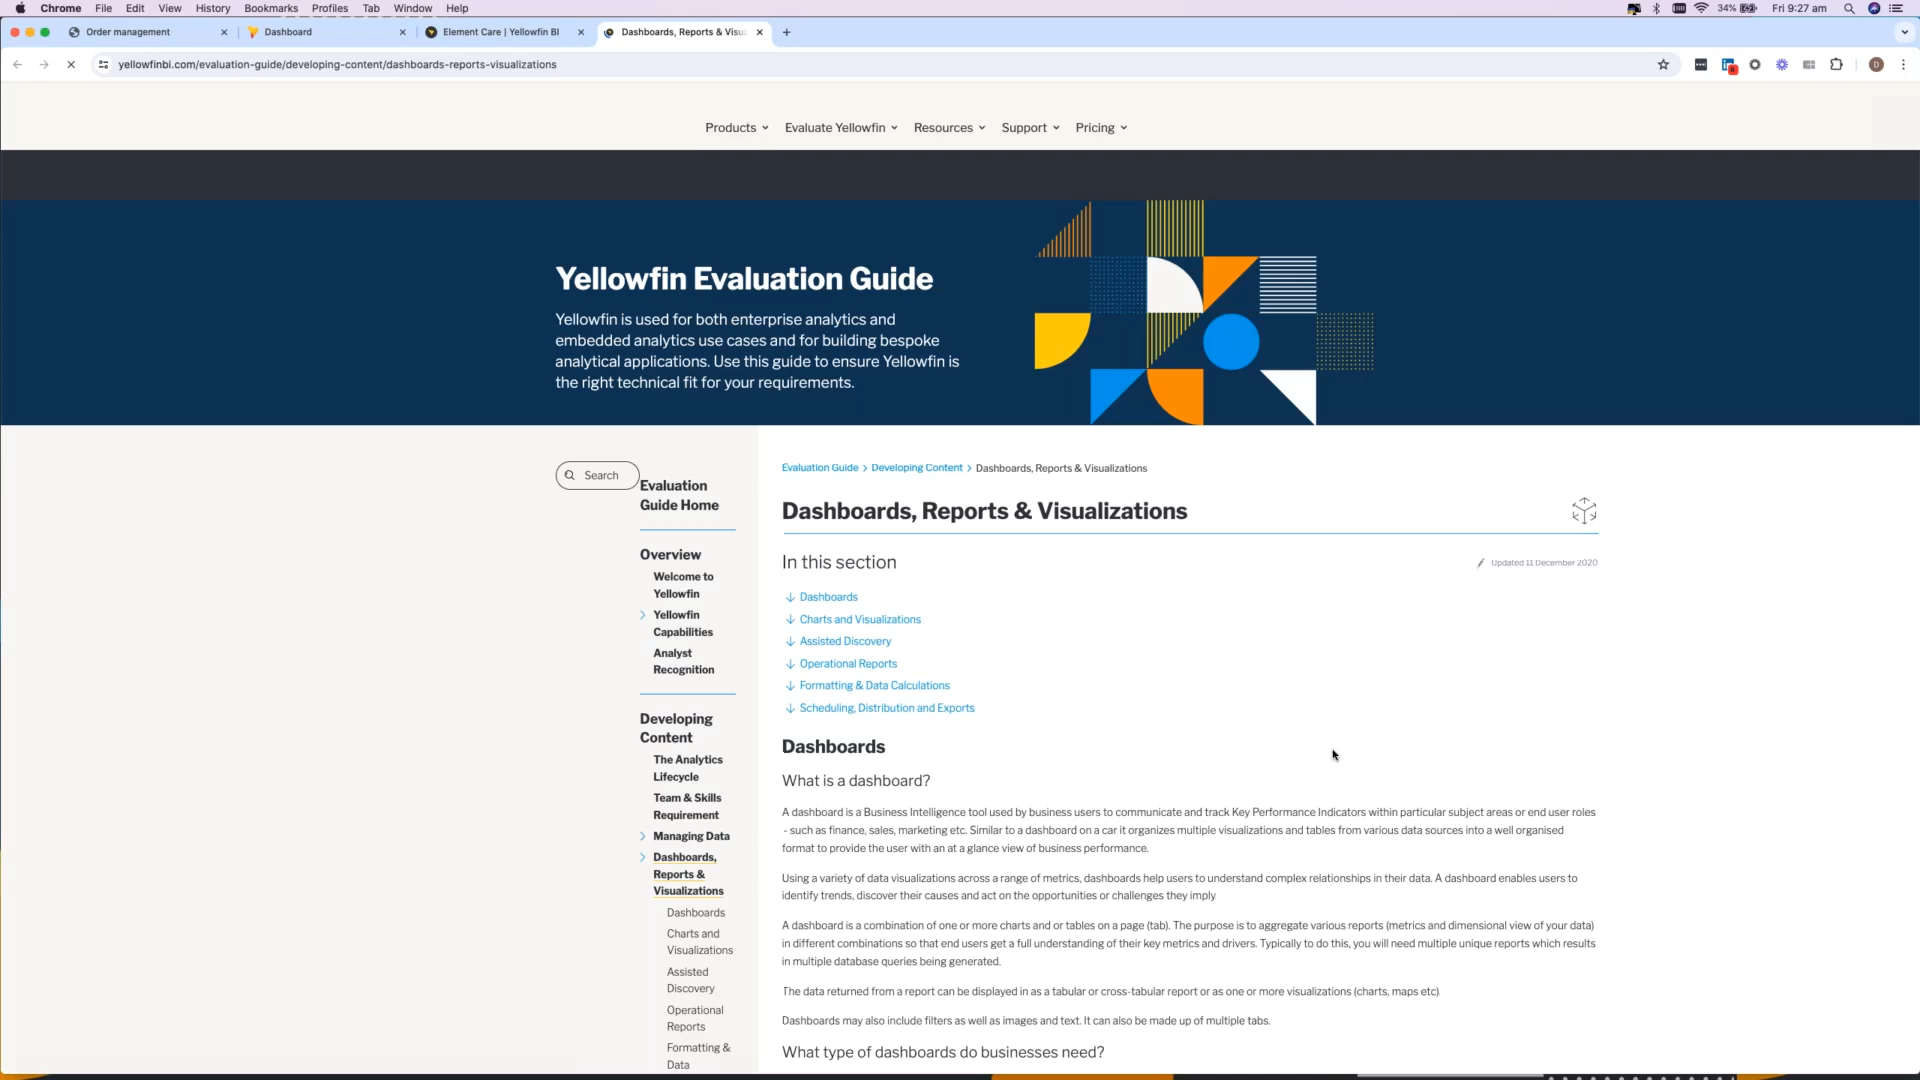 Chrome File Edit View History Bookmarks Profiles Tab Window Help 34% Fri 9:27 am
Order management Dashboard Element Care | Yellowfin BI Dashboards, Reports & Visu
yellowfinbi.com/evaluation-guide/developing-content/dashboards-reports-visualizations
Products Evaluate Yellowfin Resources Support Pricing
Yellowfin Evaluation Guide
Yellowfin is used for both enterprise analytics and
embedded analytics use cases and for building bespoke
analytical applications. Use this guide to ensure Yellowfin is
the right technical fit for your requirements.
Search
Evaluation
Guide Home
Overview
Welcome to
Yellowfin
Yellowfin
Capabilities
Analyst
Recognition
Developing
Content
The Analytics
Lifecycle
Team & Skills
Requirement
Managing Data
Dashboards,
Reports &
Visualizations
Dashboards
Charts and
Visualizations
Assisted
Discovery
Operational
Reports
Formatting &
Data
Evaluation Guide > Developing Content > Dashboards, Reports & Visualizations
Dashboards, Reports & Visualizations
In this section
Updated 11 December 2020
Dashboards
Charts and Visualizations
Assisted Discovery
Operational Reports
Formatting & Data Calculations
Scheduling, Distribution and Exports
Dashboards
What is a dashboard?
A dashboard is a Business Intelligence tool used by business users to communicate and track Key Performance Indicators within particular subject areas or end user roles
- such as finance, sales, marketing etc. Similar to a dashboard on a car it organizes multiple visualizations and tables from various data sources into a well organised
format to provide the user with an at a glance view of business performance.
Using a variety of data visualizations across a range of metrics, dashboards help users to understand complex relationships in their data. A dashboard enables users to
identify trends, discover their causes and act on the opportunities or challenges they imply
A dashboard is a combination of one or more charts and or tables on a page (tab). The purpose is to aggregate various reports (metrics and dimensional view of your data)
in different combinations so that end users get a full understanding of their key metrics and drivers. Typically to do this, you will need multiple unique reports which results
in multiple database queries being generated.
The data returned from a report can be displayed in as a tabular or cross-tabular report or as one or more visualizations (charts, maps etc).
Dashboards may also include filters as well as images and text. It can also be made up of multiple tabs.
What type of dashboards do businesses need?